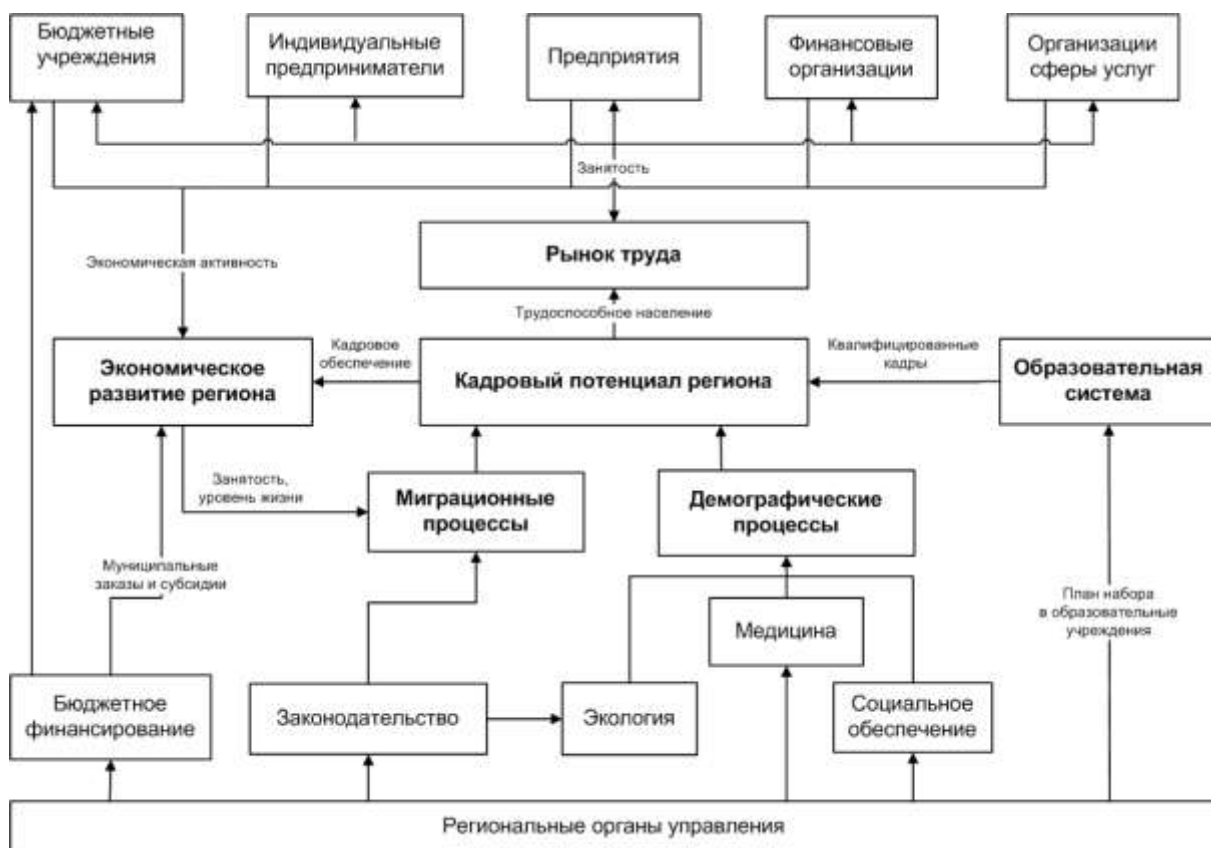 Бюджетные
учреждения
Индивидуальные
предприниматели
Предприятия
Финансовые
организации
Организации
сферы услуг
Занятость
Рынок труда
Экономическая активность
Трудоспособное население
Экономическое
развитие региона
Кадровое
обеспечение
Кадровый потенциал региона
Квалифицированные
кадры
Образовательная
система
Занятость,
уровень жизни
Миграционные
процессы
Демографические
процессы
Муниципальные
заказы и субсидии
Медицина
План набора
в образовательные
учреждения
Бюджетное
финансирование
Законодательство
Экология
Социальное
обеспечение
Региональные органы управления